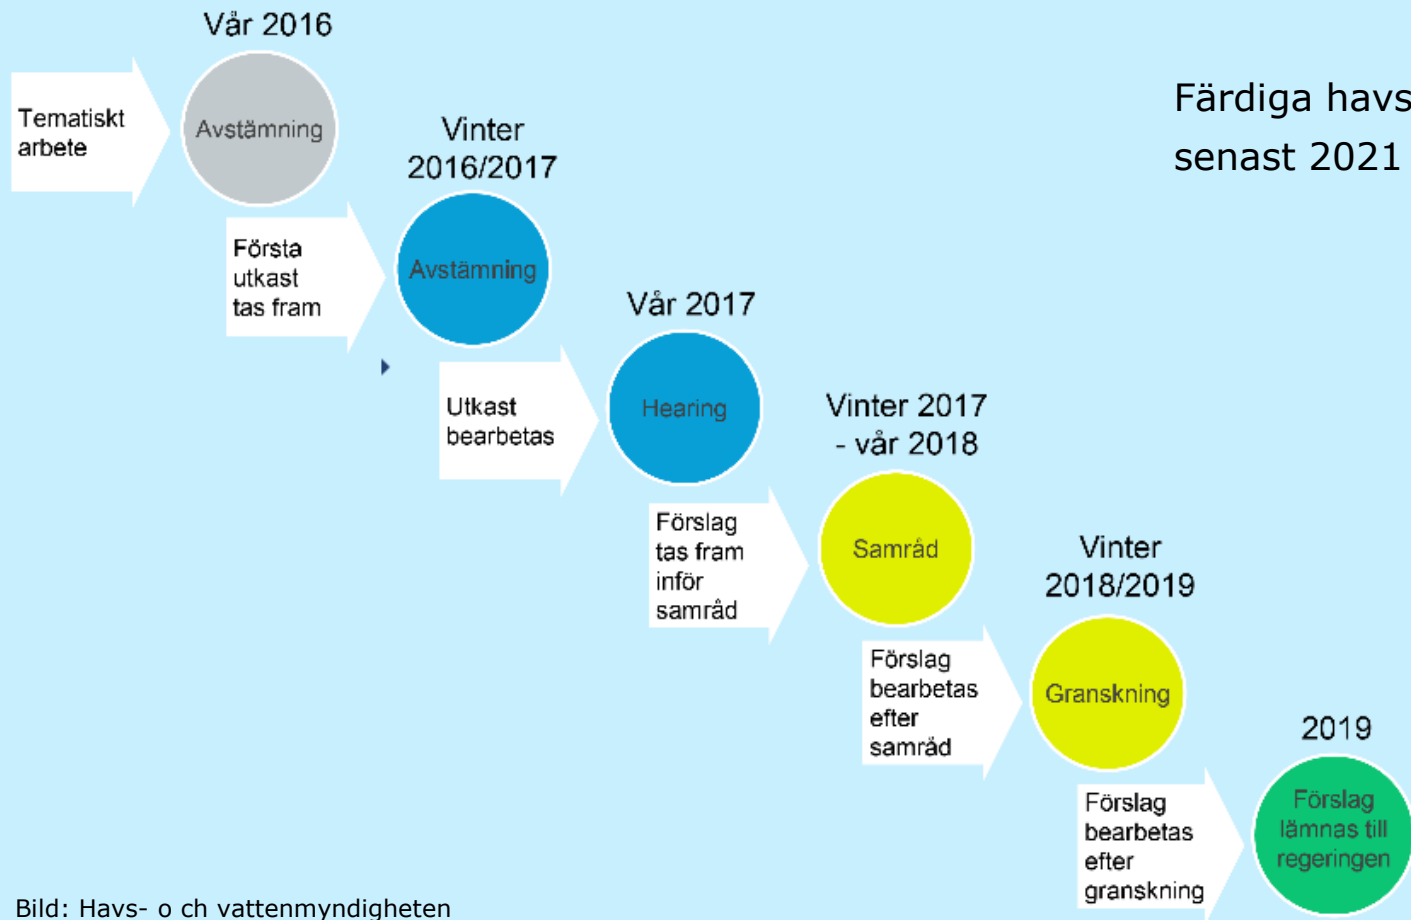 Vår 2016
Tematiskt
arbete
Avstämning
Färdiga havs
senast 2021
Vinter
2016/2017
Första
utkast
tas fram
Avstämning
Vår 2017
Utkast
bearbetas
Hearing
Vinter 2017
- vår 2018
Förslag
tas fram
inför
samråd
Samråd
Vinter
2018/2019
Förslag
bearbetas
efter
samråd
Granskning
2019
Förslag
bearbetas
efter
granskning
Förslag
lämnas till
regeringen
Bild: Havs- o ch vattenmyndigheten